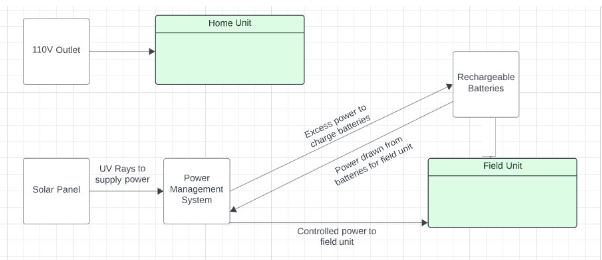 Home Unit
110V Outlet
Rechargeable
Batteries
Excess power to
charge batteries
Power drawn from
batteries for field unit
Field Unit
UV Rays to
supply power
Solar Panel
Power
Management
System
Controlled power to
field unit